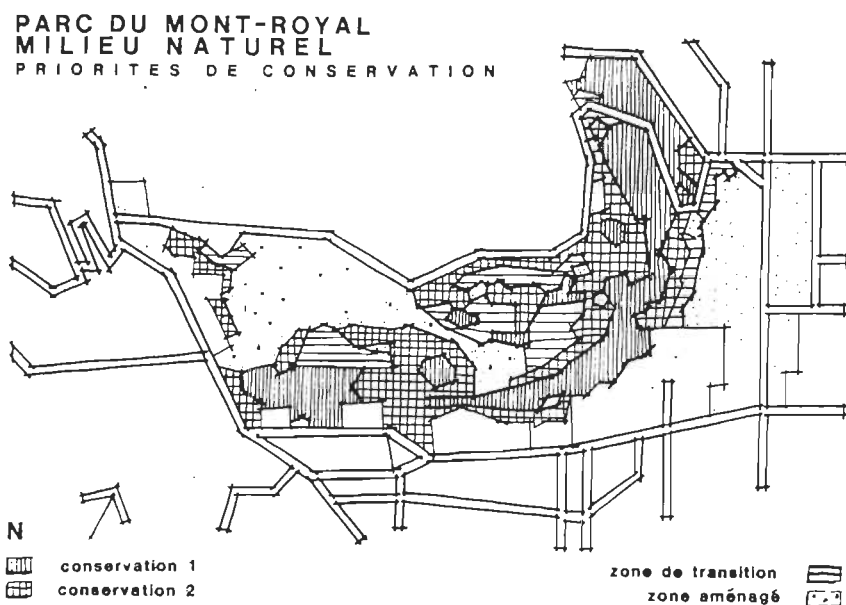 PARC DU MONT-ROYAL
MILIEU NATUREL
PRIORITES DE CONSERVATION
N
conservation 1
conservation 2
zone de transition
zone aménagé